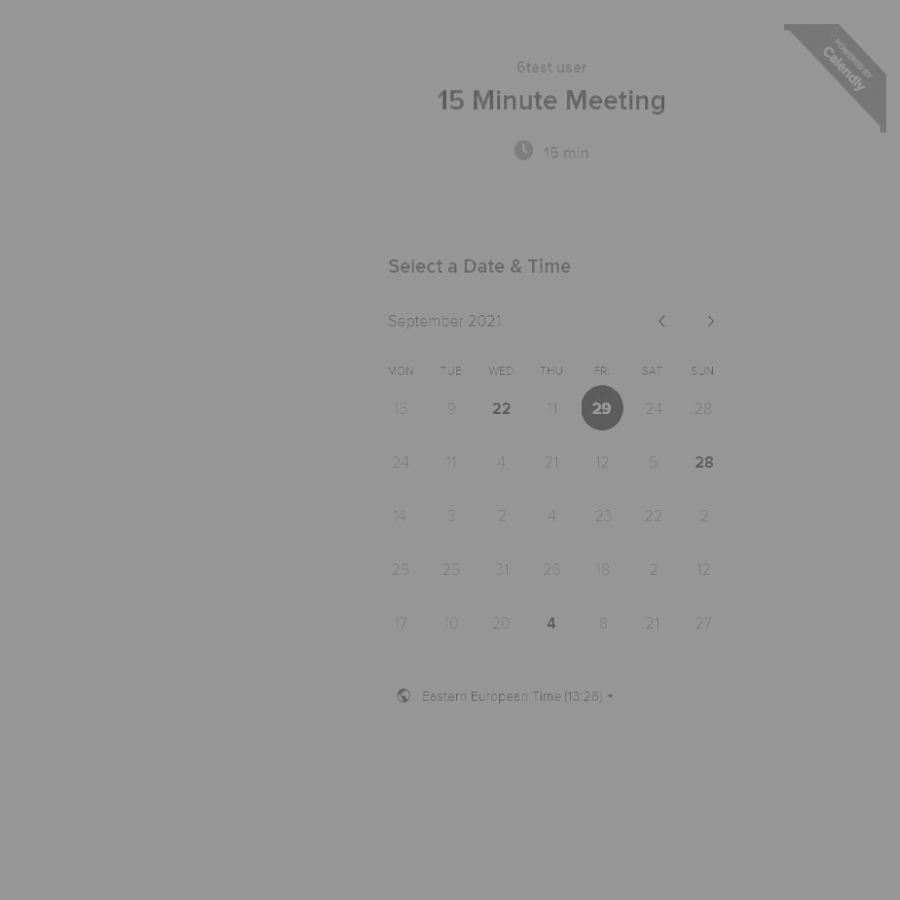 POWERED BY
Calendly
6test user
15 Minute Meeting
15 min
Select a Date & Time
September 2021
MON TUE WED THU FRI SAT SUN
15 9 22 11 29 24 28
24 11 4 21 12 5 28
14 3 2 4 23 22 2
25 25 31 26 18 2 12
17 10 20 4 8 21 27
Eastern European Time (13:26)